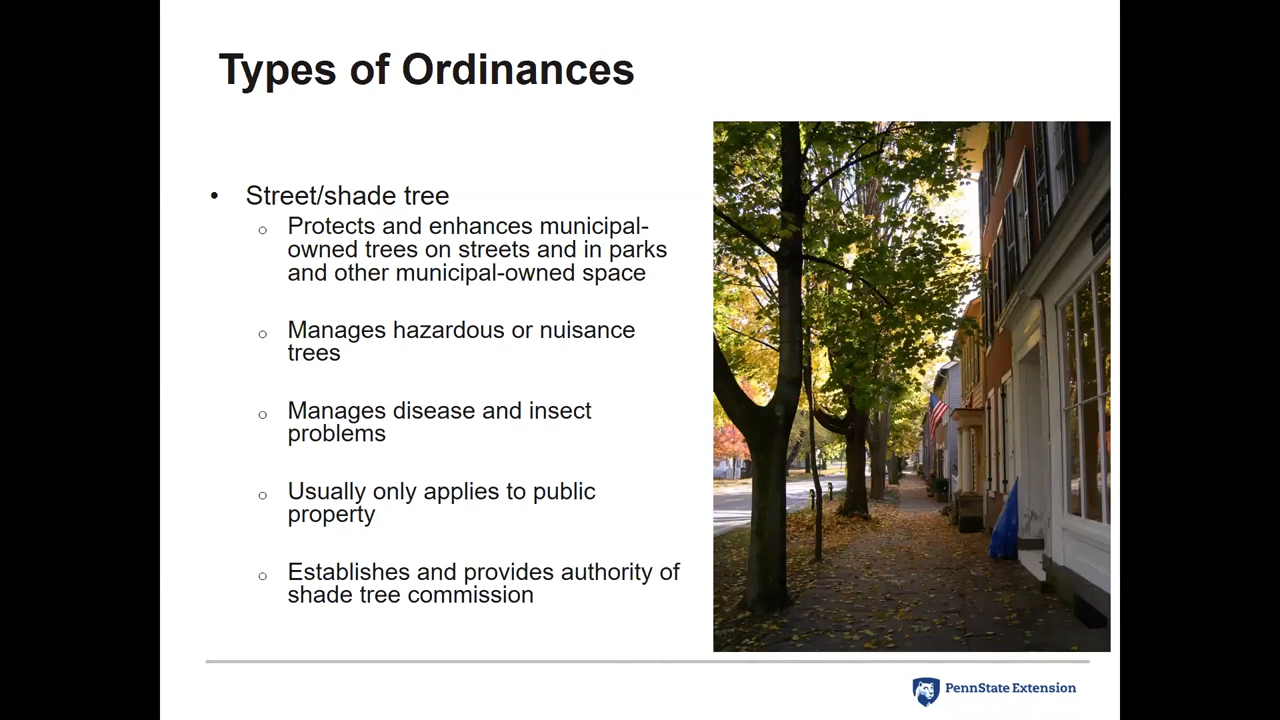 Types of Ordinances
• Street/shade tree
○ Protects and enhances municipal-
owned trees on streets and in parks
and other municipal-owned space
○ Manages hazardous or nuisance
trees
○ Manages disease and insect
problems
○ Usually only applies to public
property
○ Establishes and provides authority of
shade tree commission
PennState Extension